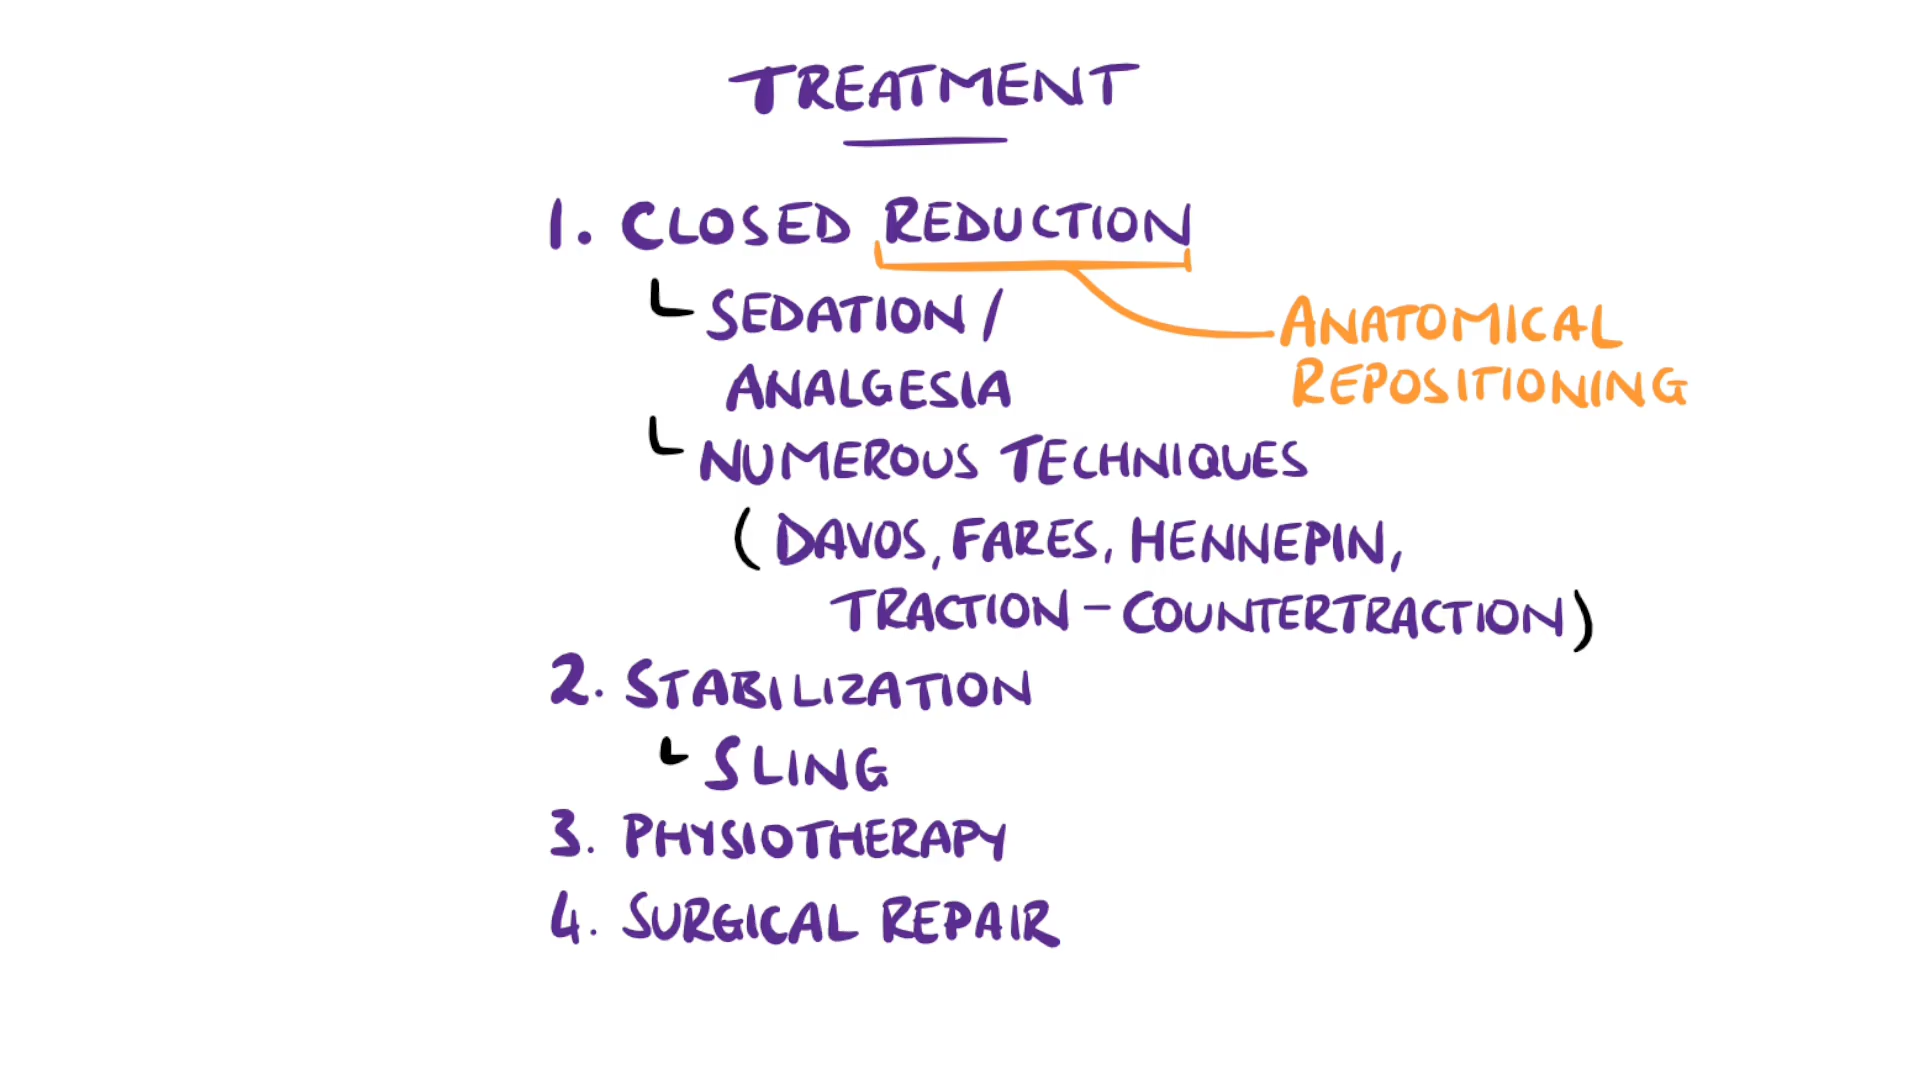 TREATMENT
1. CLOSED REDUCTION
SEDATION /
ANALGESIA
ANATOMICAL
REPOSITIONING
NUMEROUS TECHNIQUES
(DAVOS, FARES, HENNEPIN,
TRACTION - COUNTERTRACTION)
2. STABILIZATION
SLING
3. PHYSIOTHERAPY
4. SURGICAL REPAIR